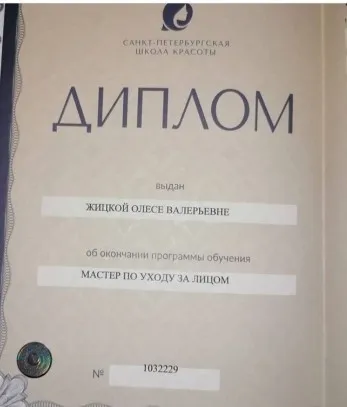 САНКТ-ПЕТЕРБУРГСКАЯ
ШКОЛА КРАСОТЫ
ДИПЛОМ
выдан
ЖИЦКОЙ ОЛЕСЕ ВАЛЕРЬЕВНЕ
об окончании программы обучения
МАСТЕР ПО УХОДУ ЗА ЛИЦОМ
№ 1032229